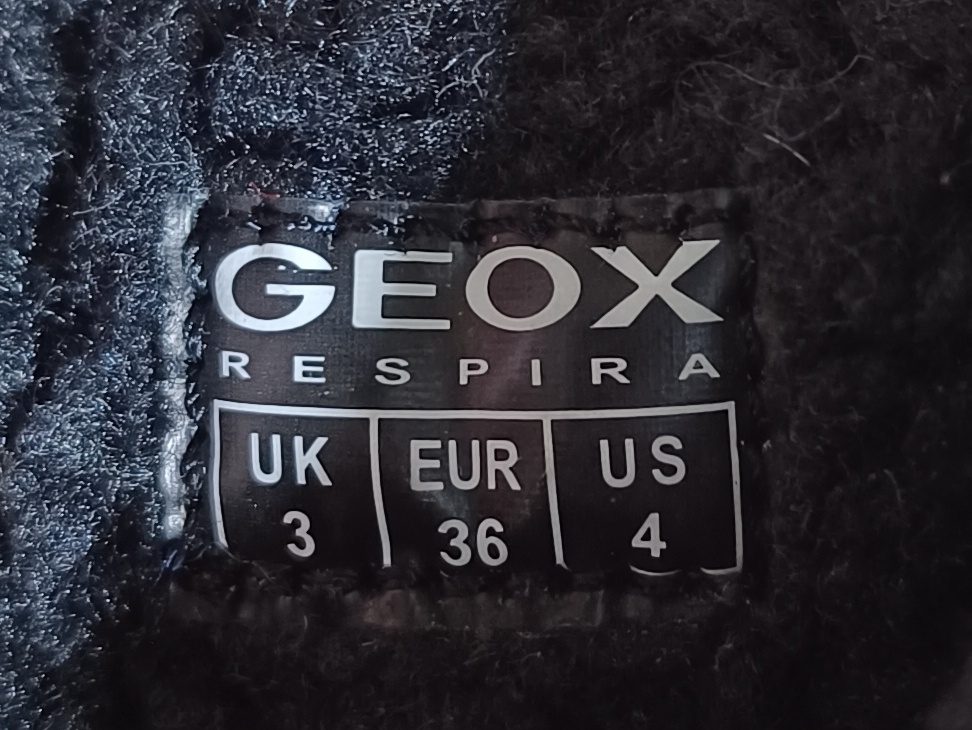 GEOX
RESPIRA
UK EUR US
3 36 4